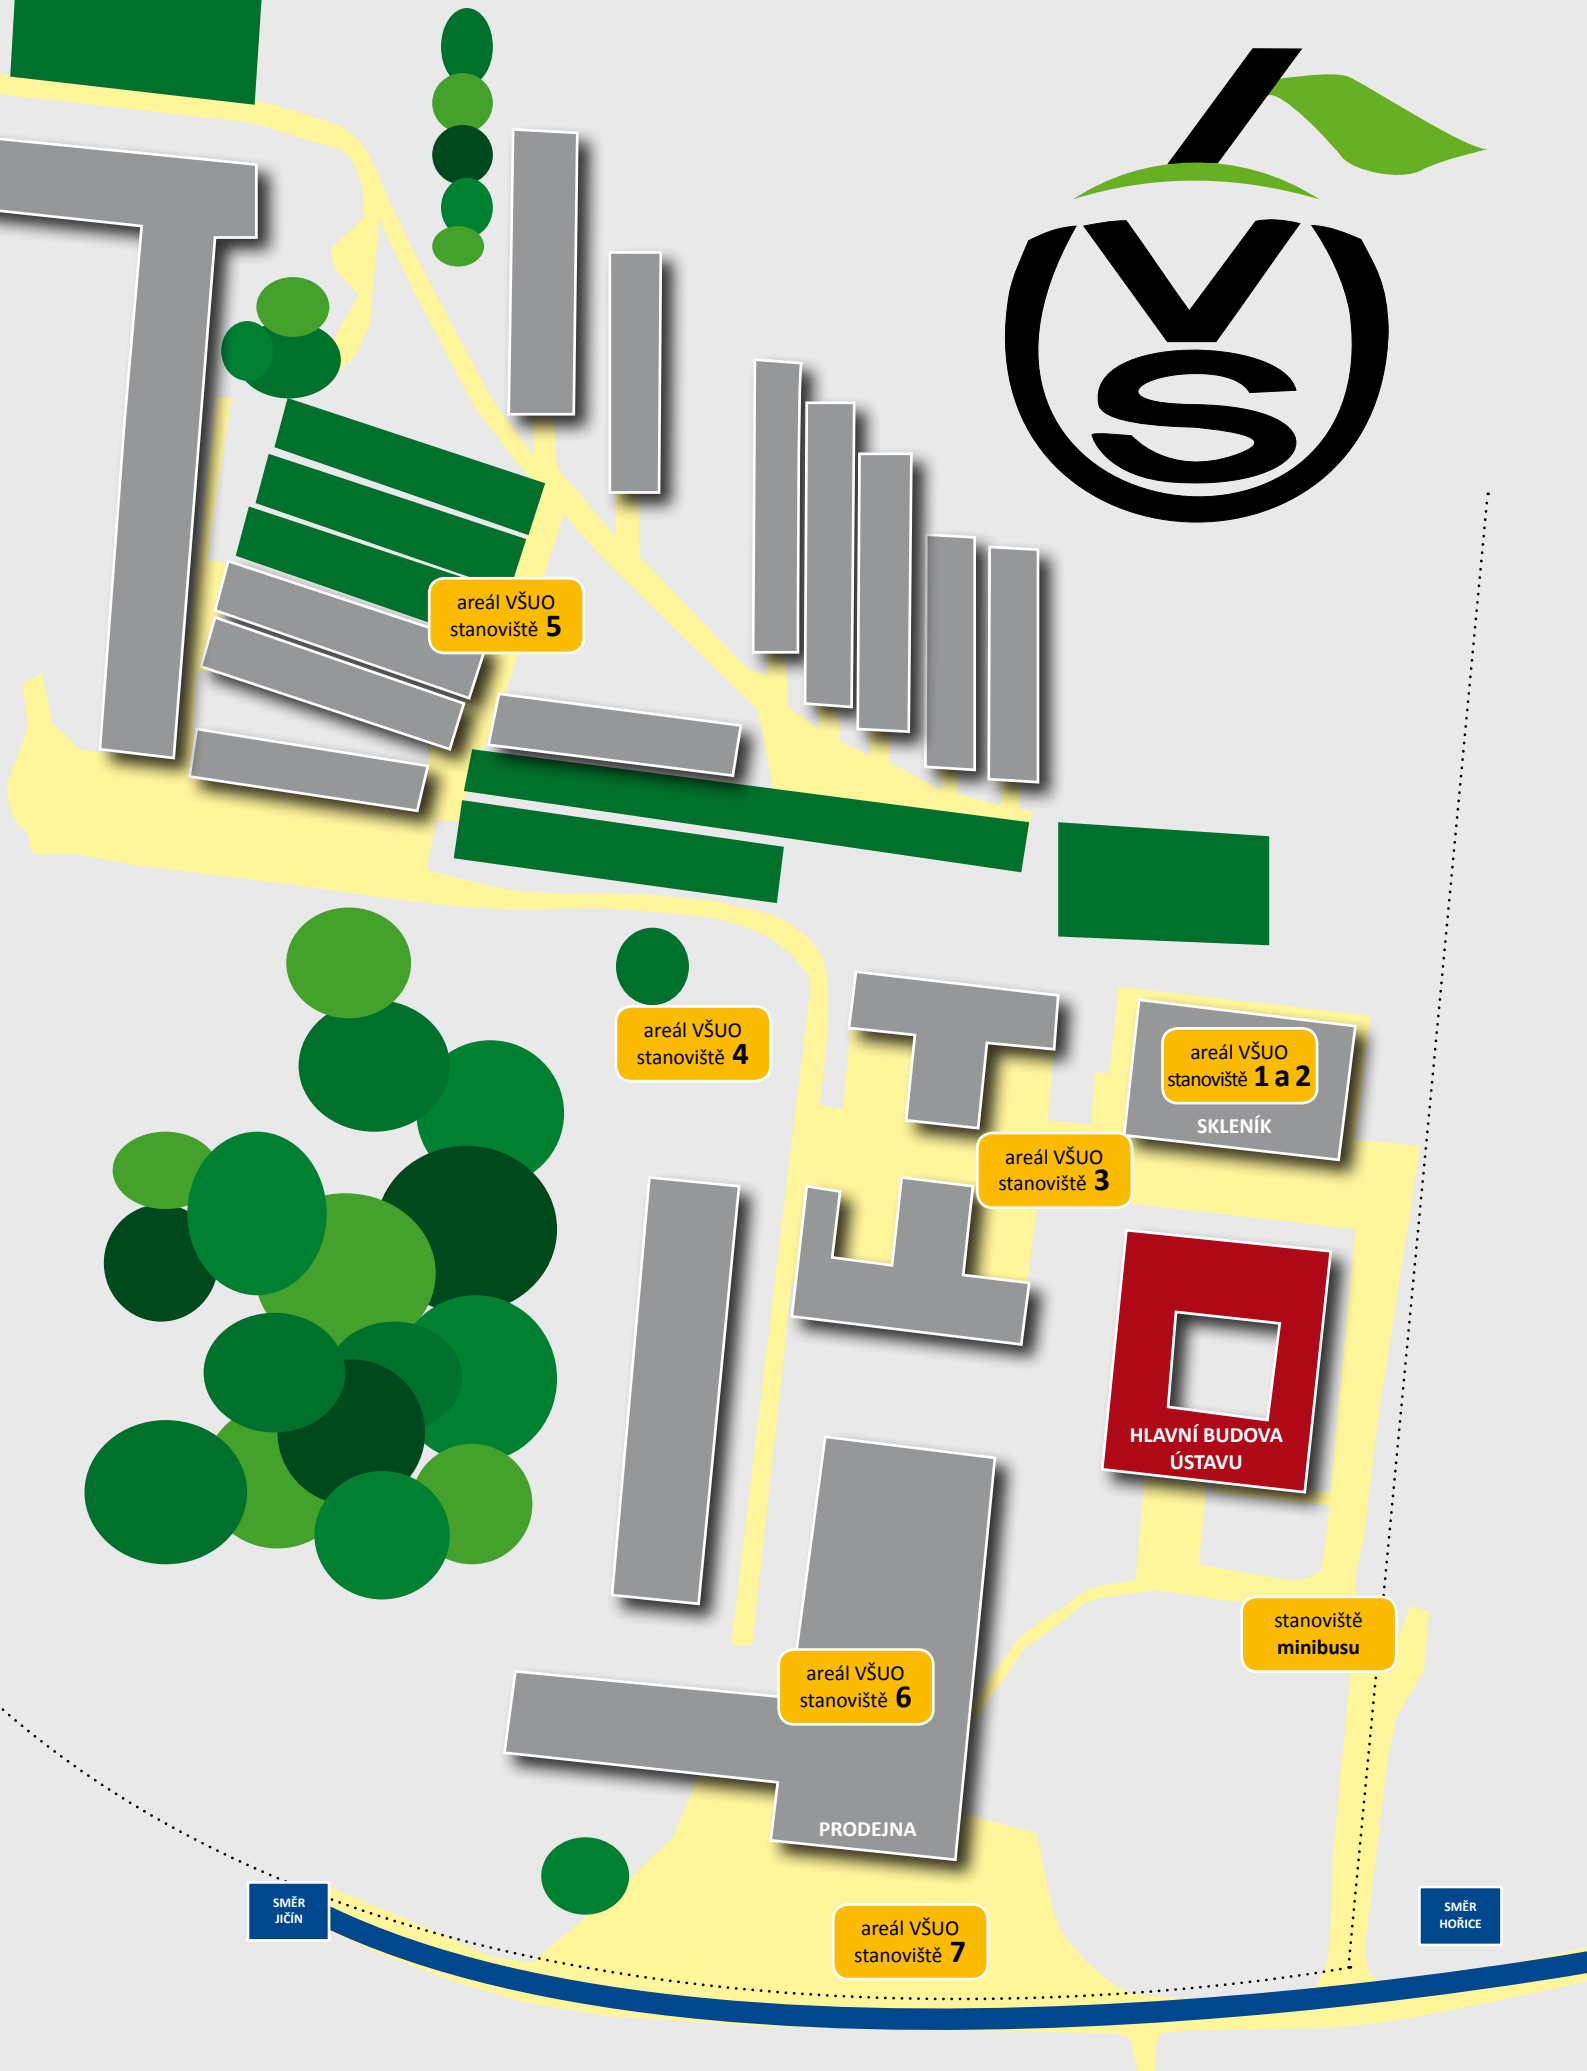 VS
areál VŠUO
stanoviště 5
areál VŠUO
stanoviště 4
areál VŠUO
stanoviště 1 a 2
SKLENÍK
areál VŠUO
stanoviště 3
HLAVNÍ BUDOVA
ÚSTAVU
stanoviště
minibusu
areál VŠUO
stanoviště 6
PRODEJNA
SMĚR
JIČÍN
areál VŠUO
stanoviště 7
SMĚR
HOŘICE